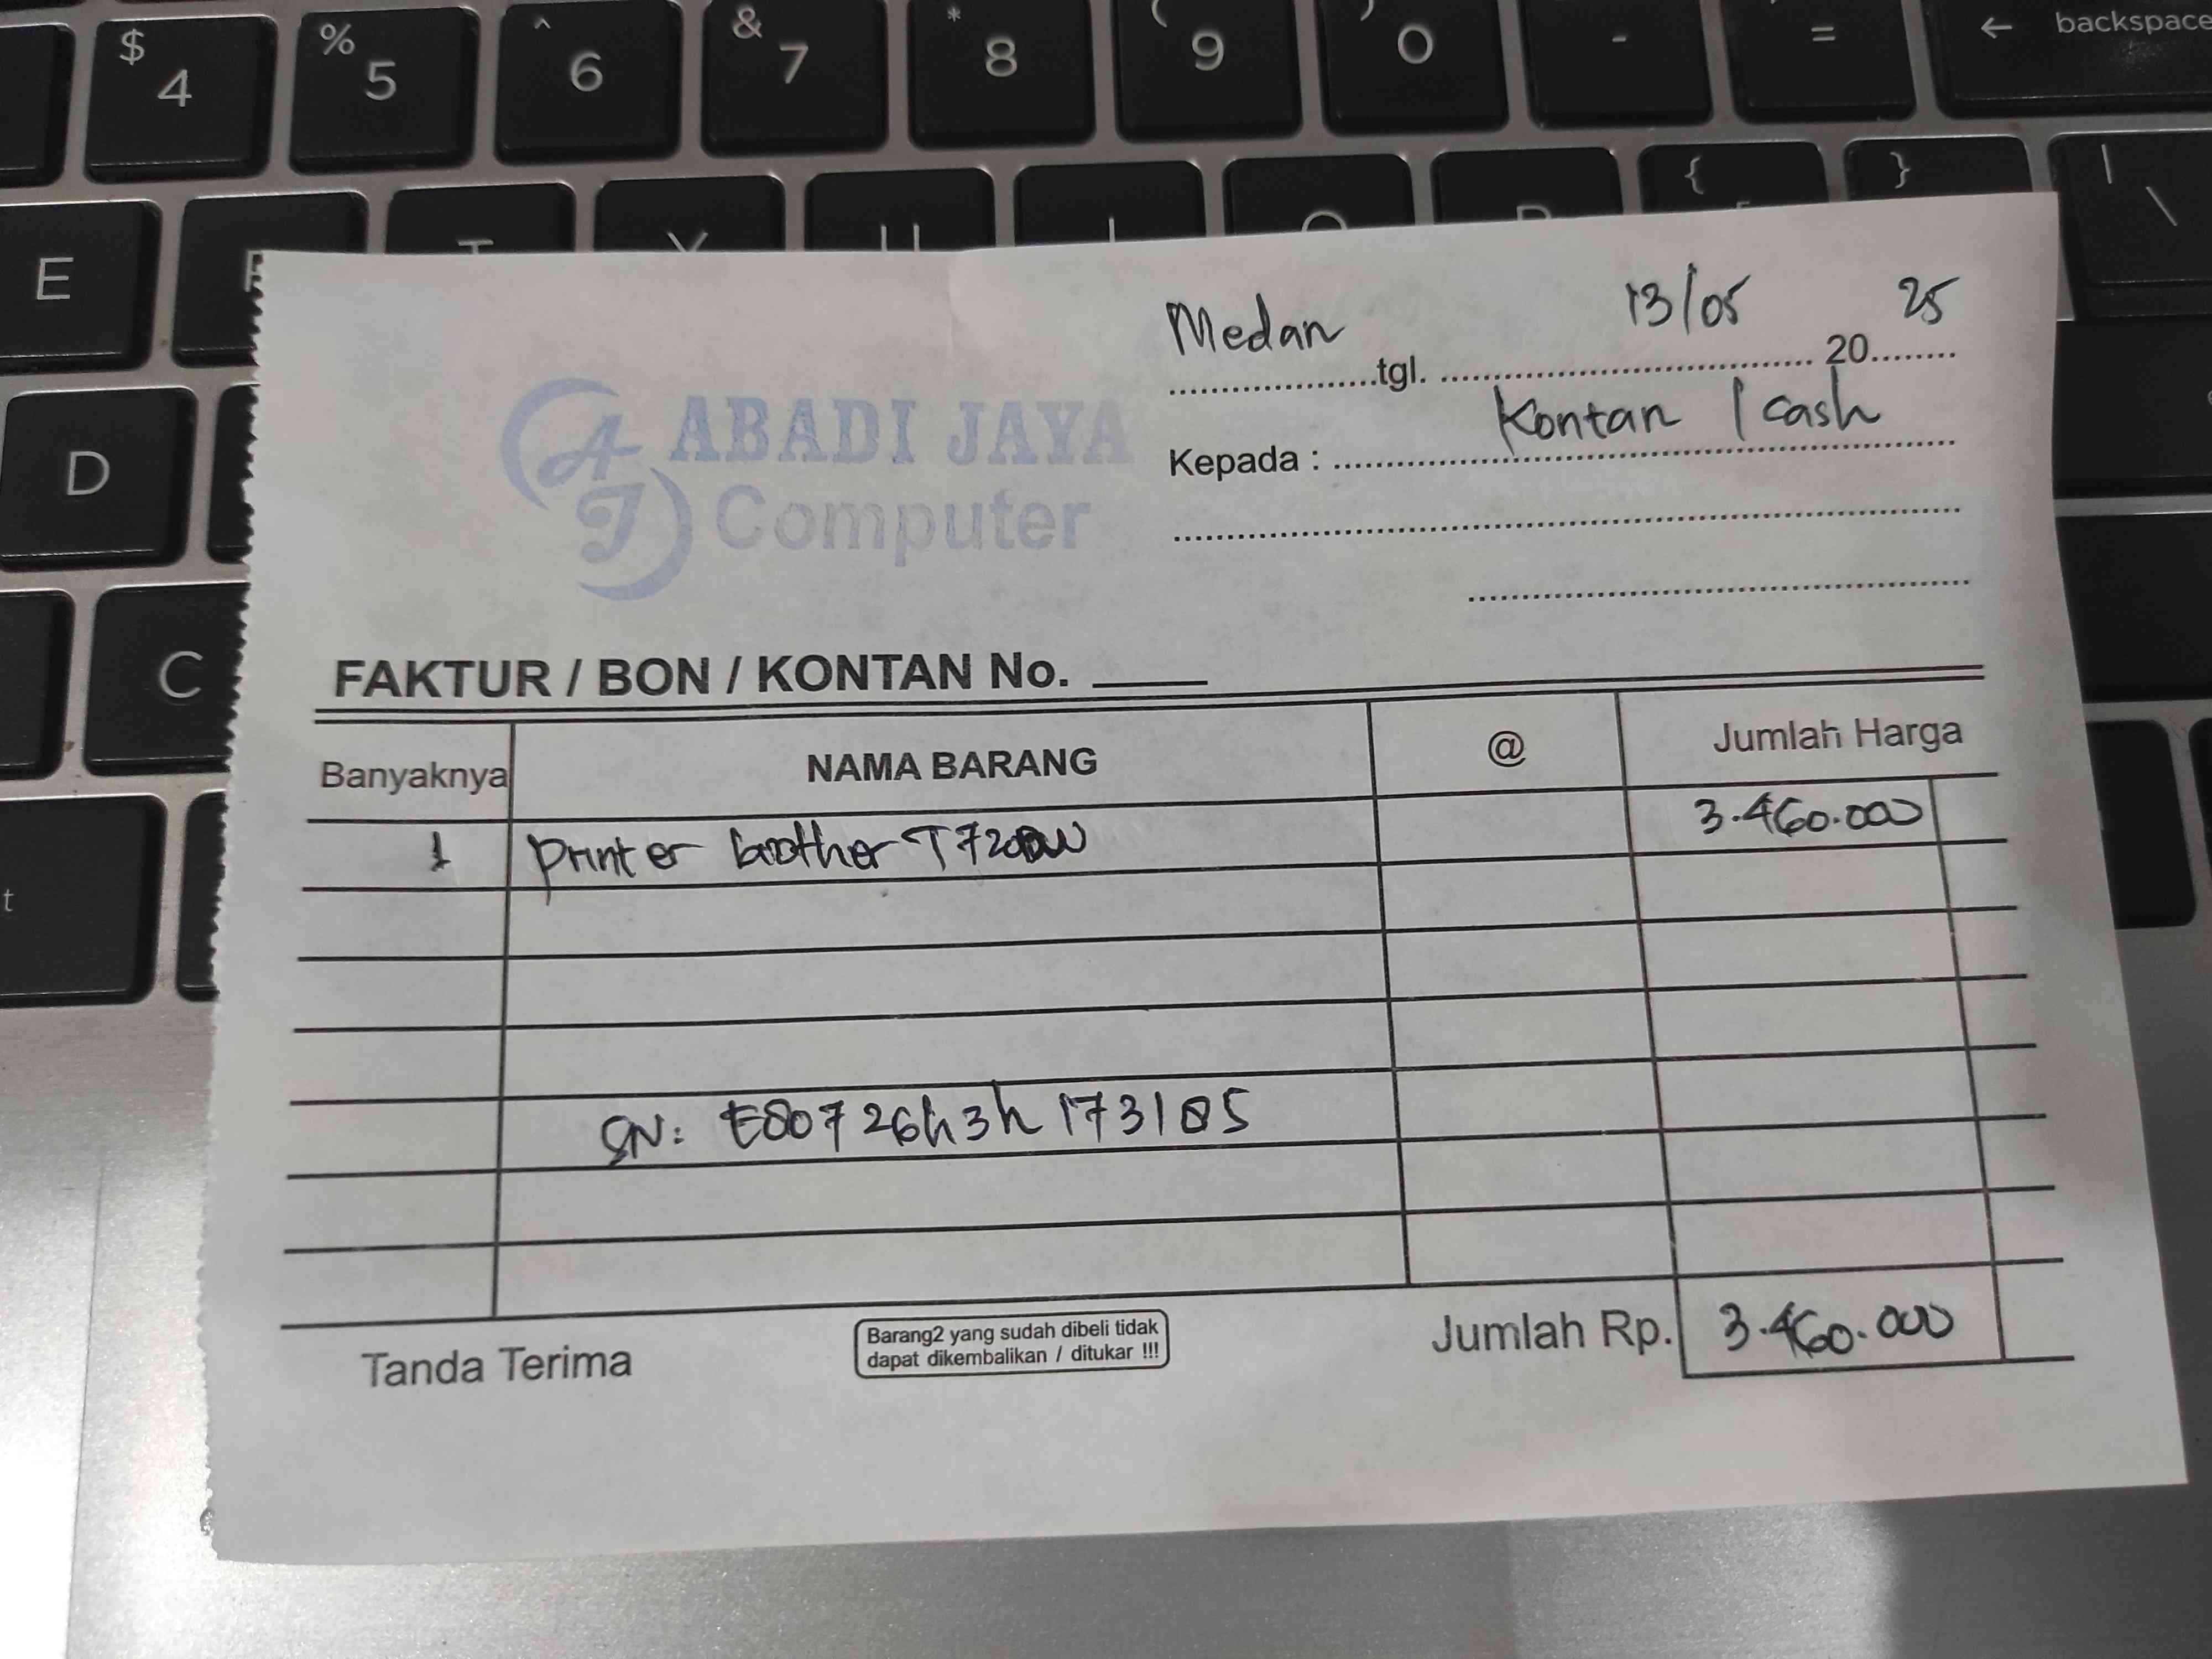 $ 4 % 5 ^ 6 & 7 * 8 ( 9 ) 0 - = ← backspace
E { } | \
D
C
t
Medan tgl. 13/05 20 25
Kepada : Kontan / cash
ABADI JAYA
Computer
AJ
FAKTUR / BON / KONTAN No.
Banyaknya NAMA BARANG @ Jumlah Harga
1 Printer brother T720DW 3.460.000
SN: E80726h3h173105
Tanda Terima
Barang2 yang sudah dibeli tidak
dapat dikembalikan / ditukar !!!
Jumlah Rp. 3.460.000